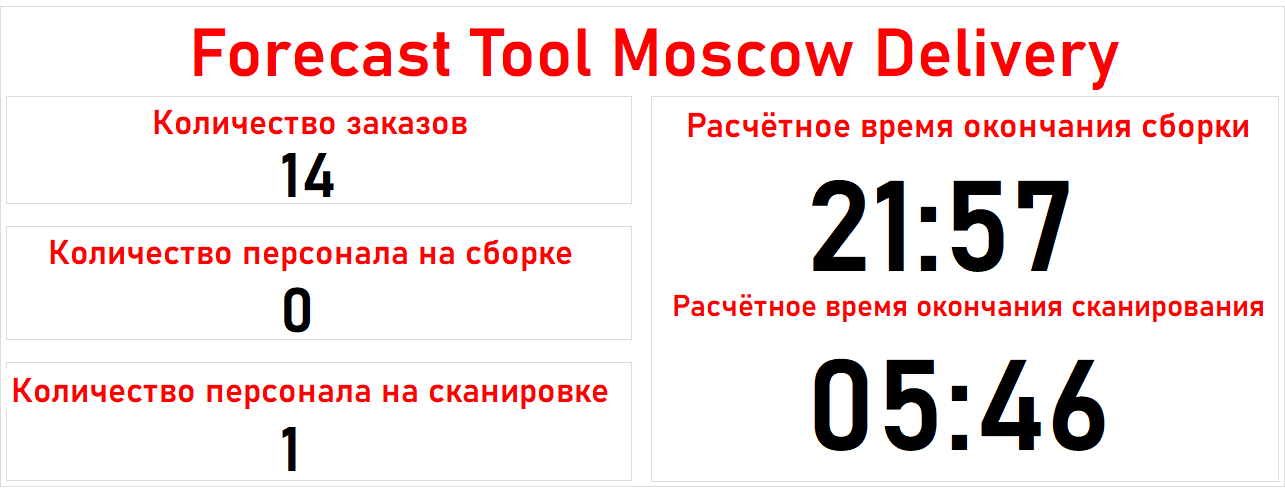 Forecast Tool Moscow Delivery
Количество заказов
14
Количество персонала на сборке
0
Количество персонала на сканировке
1
Расчётное время окончания сборки
21:57
Расчётное время окончания сканирования
05:46